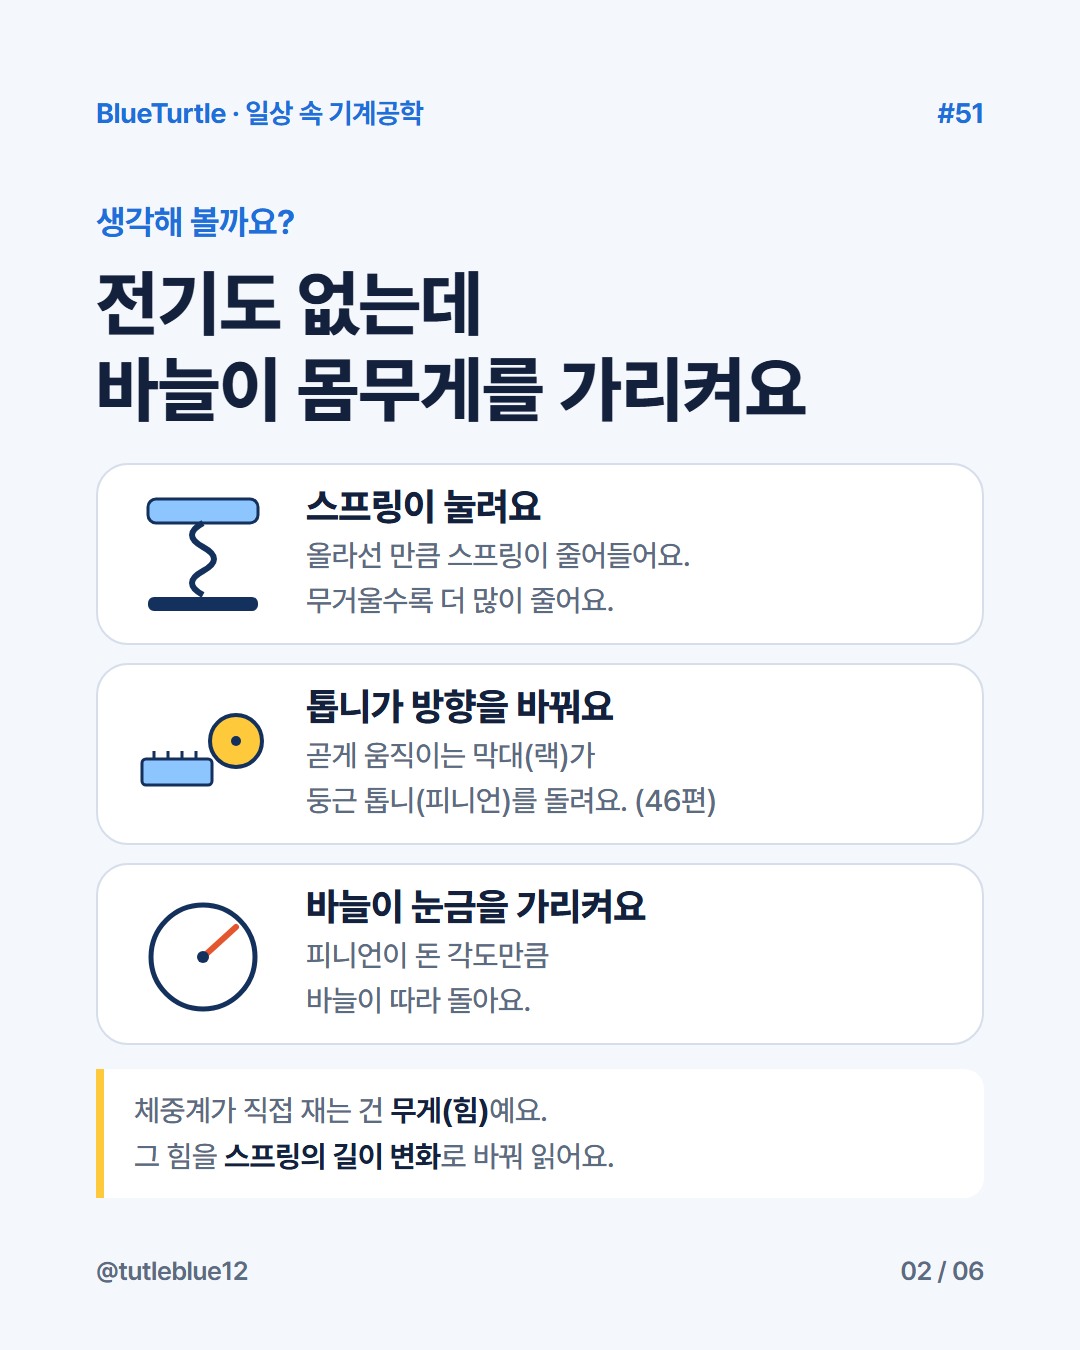 BlueTurtle · 일상 속 기계공학
#51
생각해 볼까요?
전기도 없는데
바늘이 몸무게를 가리켜요
스프링이 눌려요
올라선 만큼 스프링이 줄어들어요.
무거울수록 더 많이 줄어요.
톱니가 방향을 바꿔요
곧게 움직이는 막대(랙)가
둥근 톱니(피니언)를 돌려요. (46편)
바늘이 눈금을 가리켜요
피니언이 돈 각도만큼
바늘이 따라 돌아요.
체중계가 직접 재는 건 무게(힘)예요.
그 힘을 스프링의 길이 변화로 바꿔 읽어요.
@tutleblue12
02 / 06